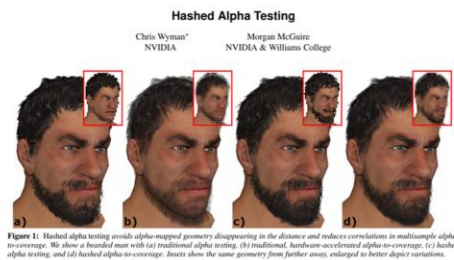 Hashed Alpha Testing
Chris Wyman* Morgan McGuire
NVIDIA NVIDIA & Williams College
a) b) c) d)
Figure 1: Hashed alpha testing avoids alpha-mapped geometry disappearing in the distance and reduces correlations in multisample alpha-
to-coverage. We show a bearded man with (a) traditional alpha testing, (b) traditional, hardware-accelerated alpha-to-coverage, (c) hashed
alpha testing, and (d) hashed alpha-to-coverage. Insets show the same geometry from further away, enlarged to better depict variations.